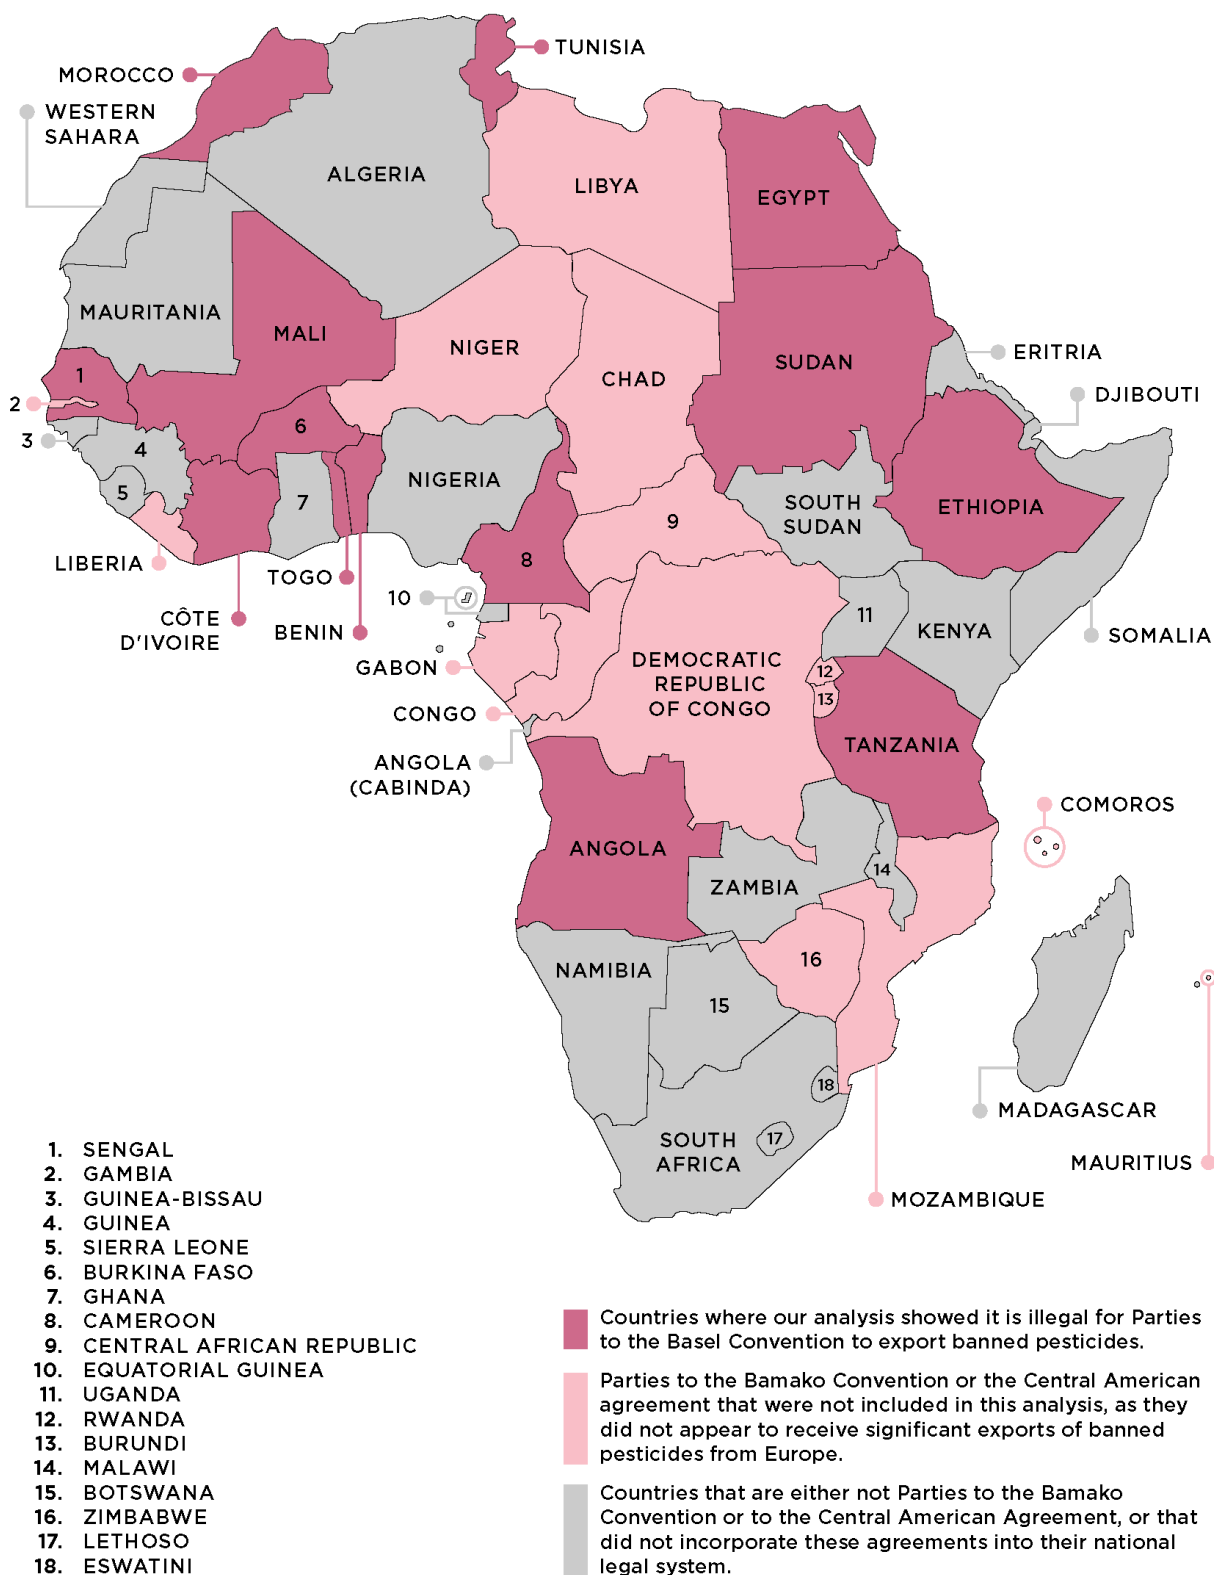 TUNISIA
MOROCCO
WESTERN
SAHARA
ALGERIA
LIBYA
EGYPT
MAURITANIA
MALI
NIGER
CHAD
SUDAN
ERITRIA
DJIBOUTI
1
2
3
4
5
6
7
NIGERIA
SOUTH
SUDAN
ETHIOPIA
9
8
LIBERIA
TOGO
CÔTE
D'IVOIRE
BENIN
10
11
KENYA
SOMALIA
GABON
DEMOCRATIC
REPUBLIC
OF CONGO
12
13
CONGO
TANZANIA
ANGOLA
(CABINDA)
COMOROS
ANGOLA
ZAMBIA
14
NAMIBIA
16
15
18
17
SOUTH
AFRICA
MADAGASCAR
MAURITIUS
MOZAMBIQUE
1. SENGAL
2. GAMBIA
3. GUINEA-BISSAU
4. GUINEA
5. SIERRA LEONE
6. BURKINA FASO
7. GHANA
8. CAMEROON
9. CENTRAL AFRICAN REPUBLIC
10. EQUATORIAL GUINEA
11. UGANDA
12. RWANDA
13. BURUNDI
14. MALAWI
15. BOTSWANA
16. ZIMBABWE
17. LETHOSO
18. ESWATINI
Countries where our analysis showed it is illegal for Parties
to the Basel Convention to export banned pesticides.
Parties to the Bamako Convention or the Central American
agreement that were not included in this analysis, as they
did not appear to receive significant exports of banned
pesticides from Europe.
Countries that are either not Parties to the Bamako
Convention or to the Central American Agreement, or that
did not incorporate these agreements into their national
legal system.